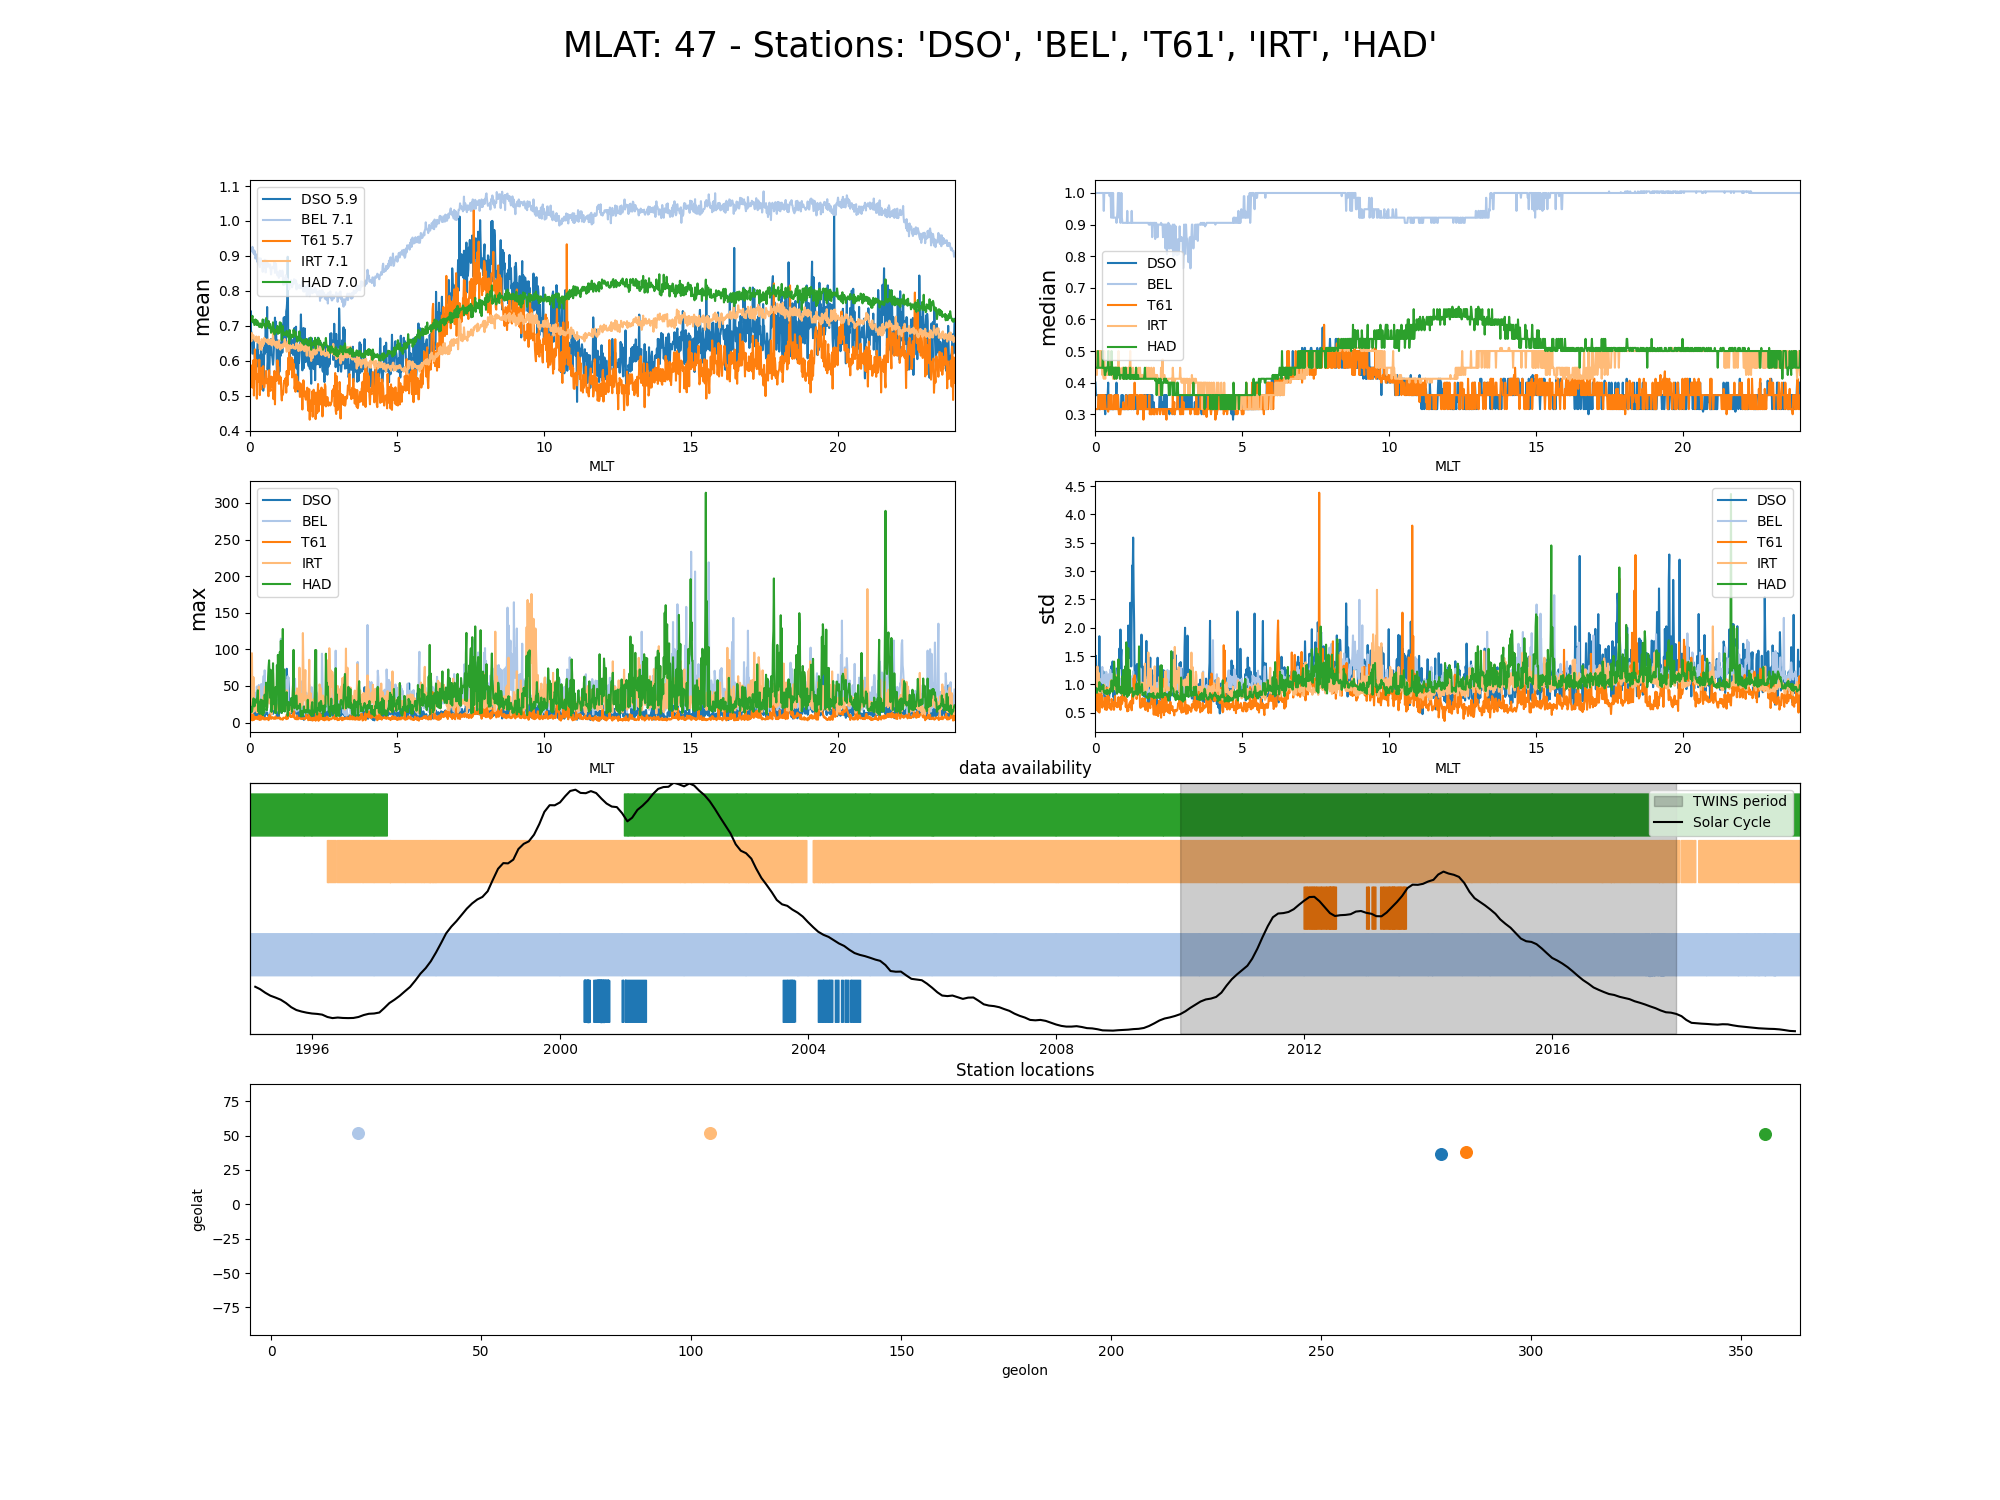 MLAT: 47 - Stations: 'DSO', 'BEL', 'T61', 'IRT', 'HAD'
mean
1.1
1.0
0.9
0.8
0.7
0.6
0.5
0.4
DSO 5.9
BEL 7.1
T61 5.7
IRT 7.1
HAD 7.0
0 5 10 15 20
MLT
median
1.0
0.9
0.8
0.7
0.6
0.5
0.4
0.3
DSO
BEL
T61
IRT
HAD
0 5 10 15 20
MLT
max
300
250
200
150
100
50
0
DSO
BEL
T61
IRT
HAD
0 5 10 15 20
MLT
std
4.5
4.0
3.5
3.0
2.5
2.0
1.5
1.0
0.5
DSO
BEL
T61
IRT
HAD
0 5 10 15 20
MLT
data availability
TWINS period
Solar Cycle
1996 2000 2004 2008 2012 2016
Station locations
geolat
75
50
25
0
−25
−50
−75
0 50 100 150 200 250 300 350
geolon